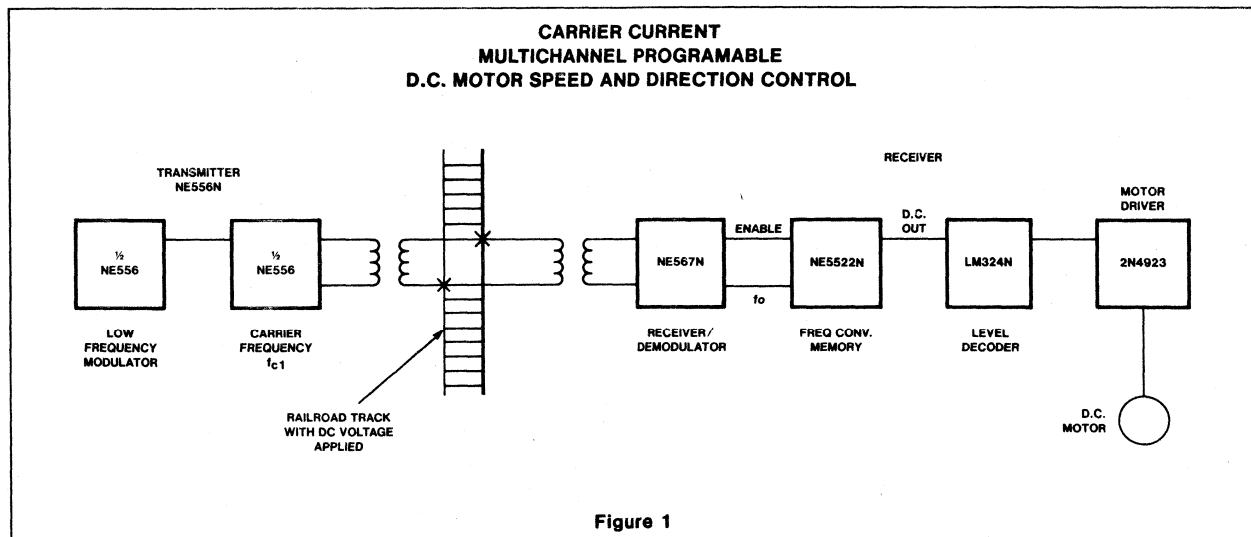 CARRIER CURRENT
MULTICHANNEL PROGRAMABLE
D.C. MOTOR SPEED AND DIRECTION CONTROL
TRANSMITTER
NE556N
RECEIVER
MOTOR
DRIVER
½
NE556
½
NE556
NE567N
ENABLE
fo
NE5522N
D.C.
OUT
LM324N
2N4923
LOW
FREQUENCY
MODULATOR
CARRIER
FREQUENCY
fc1
RECEIVER/
DEMODULATOR
FREQ CONV.
MEMORY
LEVEL
DECODER
RAILROAD TRACK
WITH DC VOLTAGE
APPLIED
D.C.
MOTOR
Figure 1